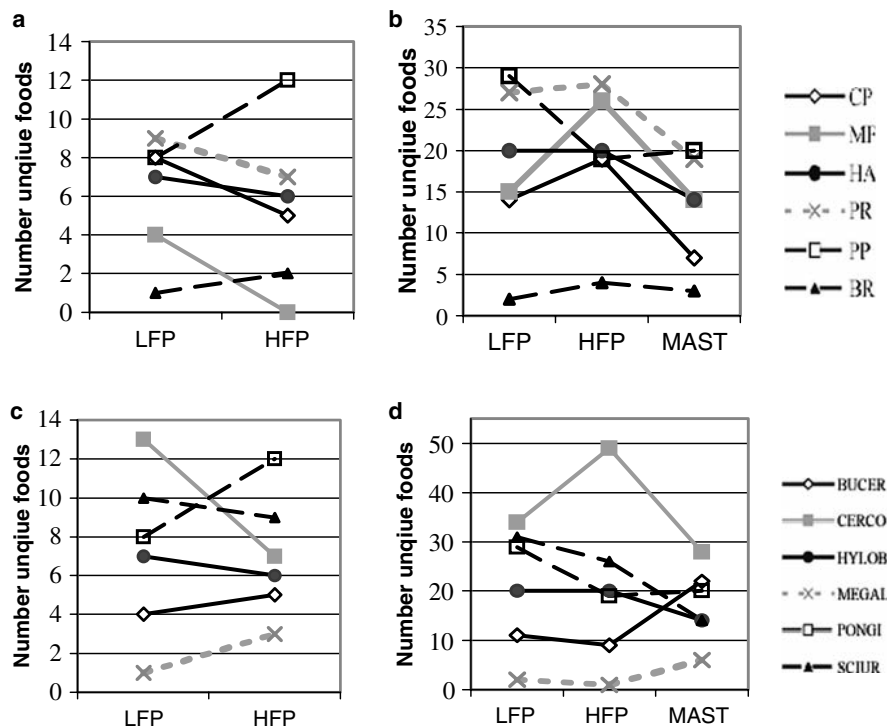 a
14
12
10
8
6
4
2
0
Number unqiue foods
LFP HFP
b
35
30
25
20
15
10
5
0
Number unqiue foods
LFP HFP MAST
CP
MF
HA
PR
PP
BR
c
14
12
10
8
6
4
2
0
Number unqiue foods
LFP HFP
d
50
40
30
20
10
0
Number unqiue foods
LFP HFP MAST
BUCER
CERCO
HYLOB
MEGAL
PONGI
SCIUR